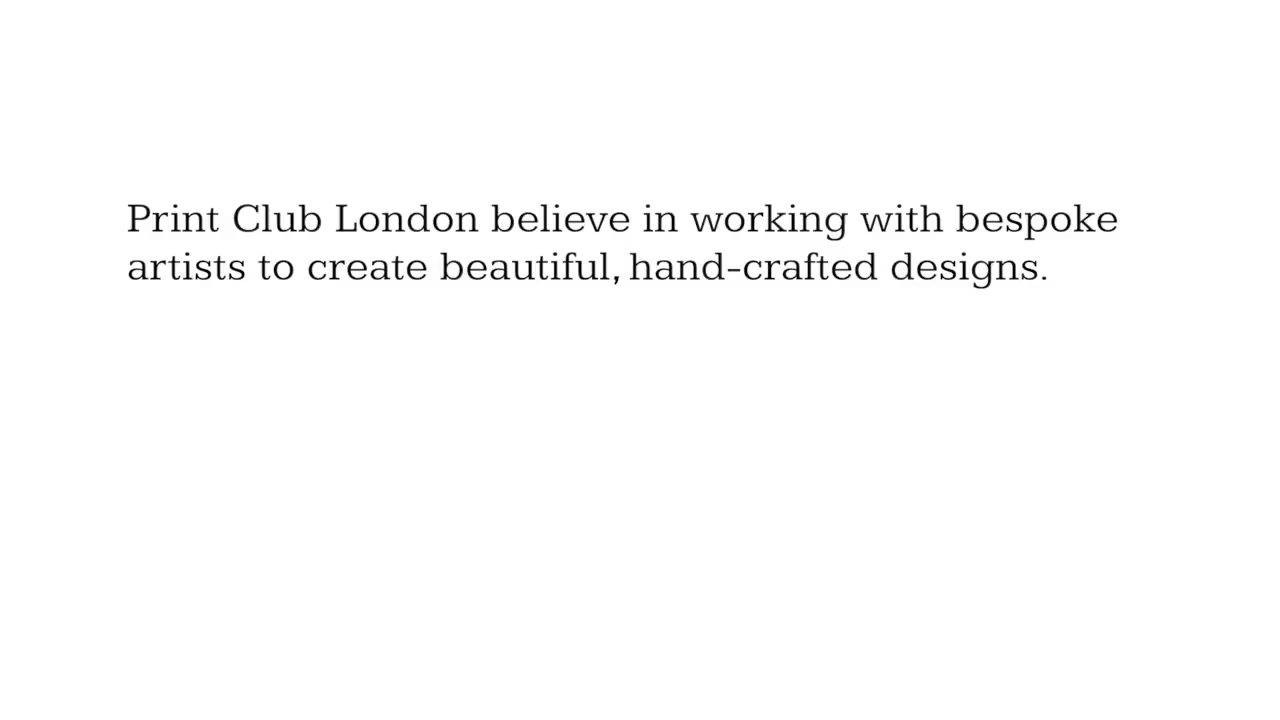 Print Club London believe in working with bespoke
artists to create beautiful, hand-crafted designs.